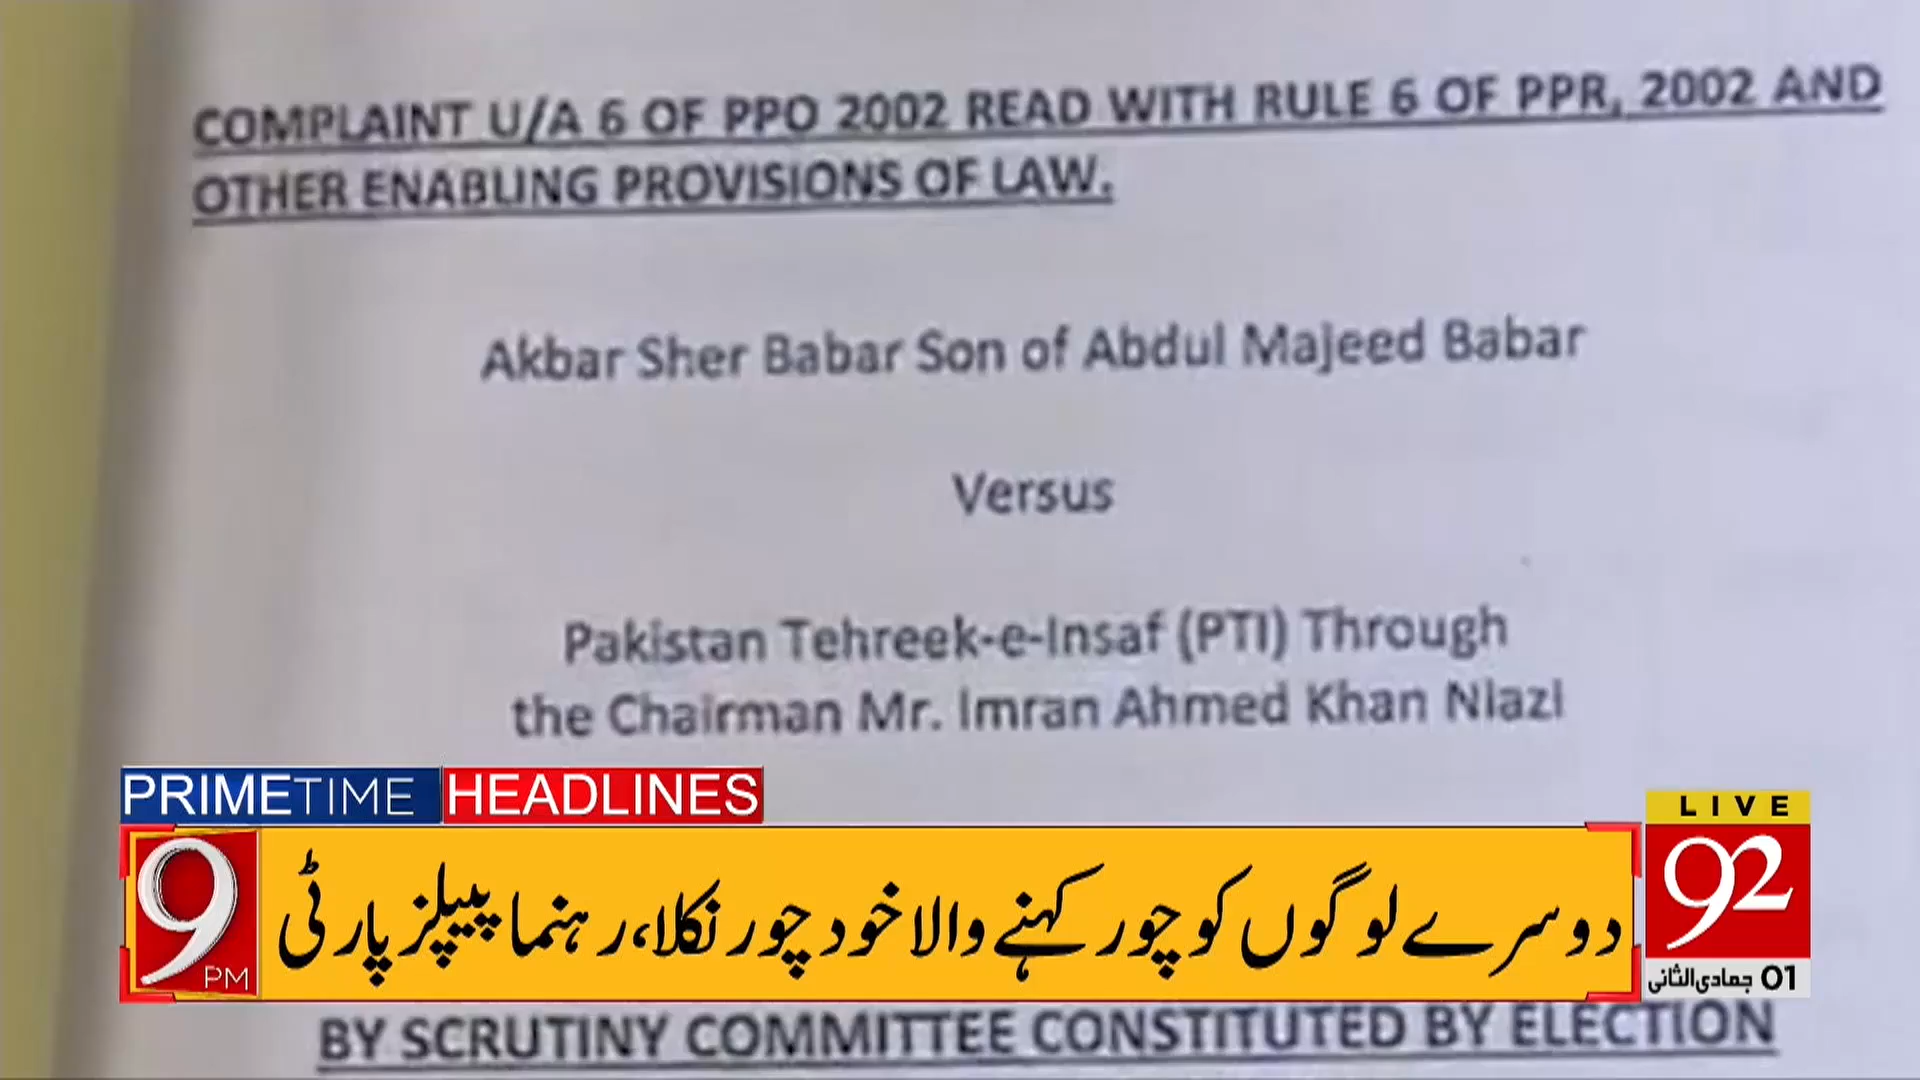 COMPLAINT U/A 6 OF PPO 2002 READ WITH RULE 6 OF PPR, 2002 AND
OTHER ENABLING PROVISIONS OF LAW.
Akbar Sher Babar Son of Abdul Majeed Babar
Versus
Pakistan Tehreek-e-Insaf (PTI) Through
the Chairman Mr. Imran Ahmed Khan Niazi
PRIMETIME HEADLINES
9 PM
دوسرے لوگوں کو چور کہنے والا خود چور نکلا، رہنما پیپلز پارٹی
LIVE
92
01 جمادی الثانی
BY SCRUTINY COMMITTEE CONSTITUTED BY ELECTION